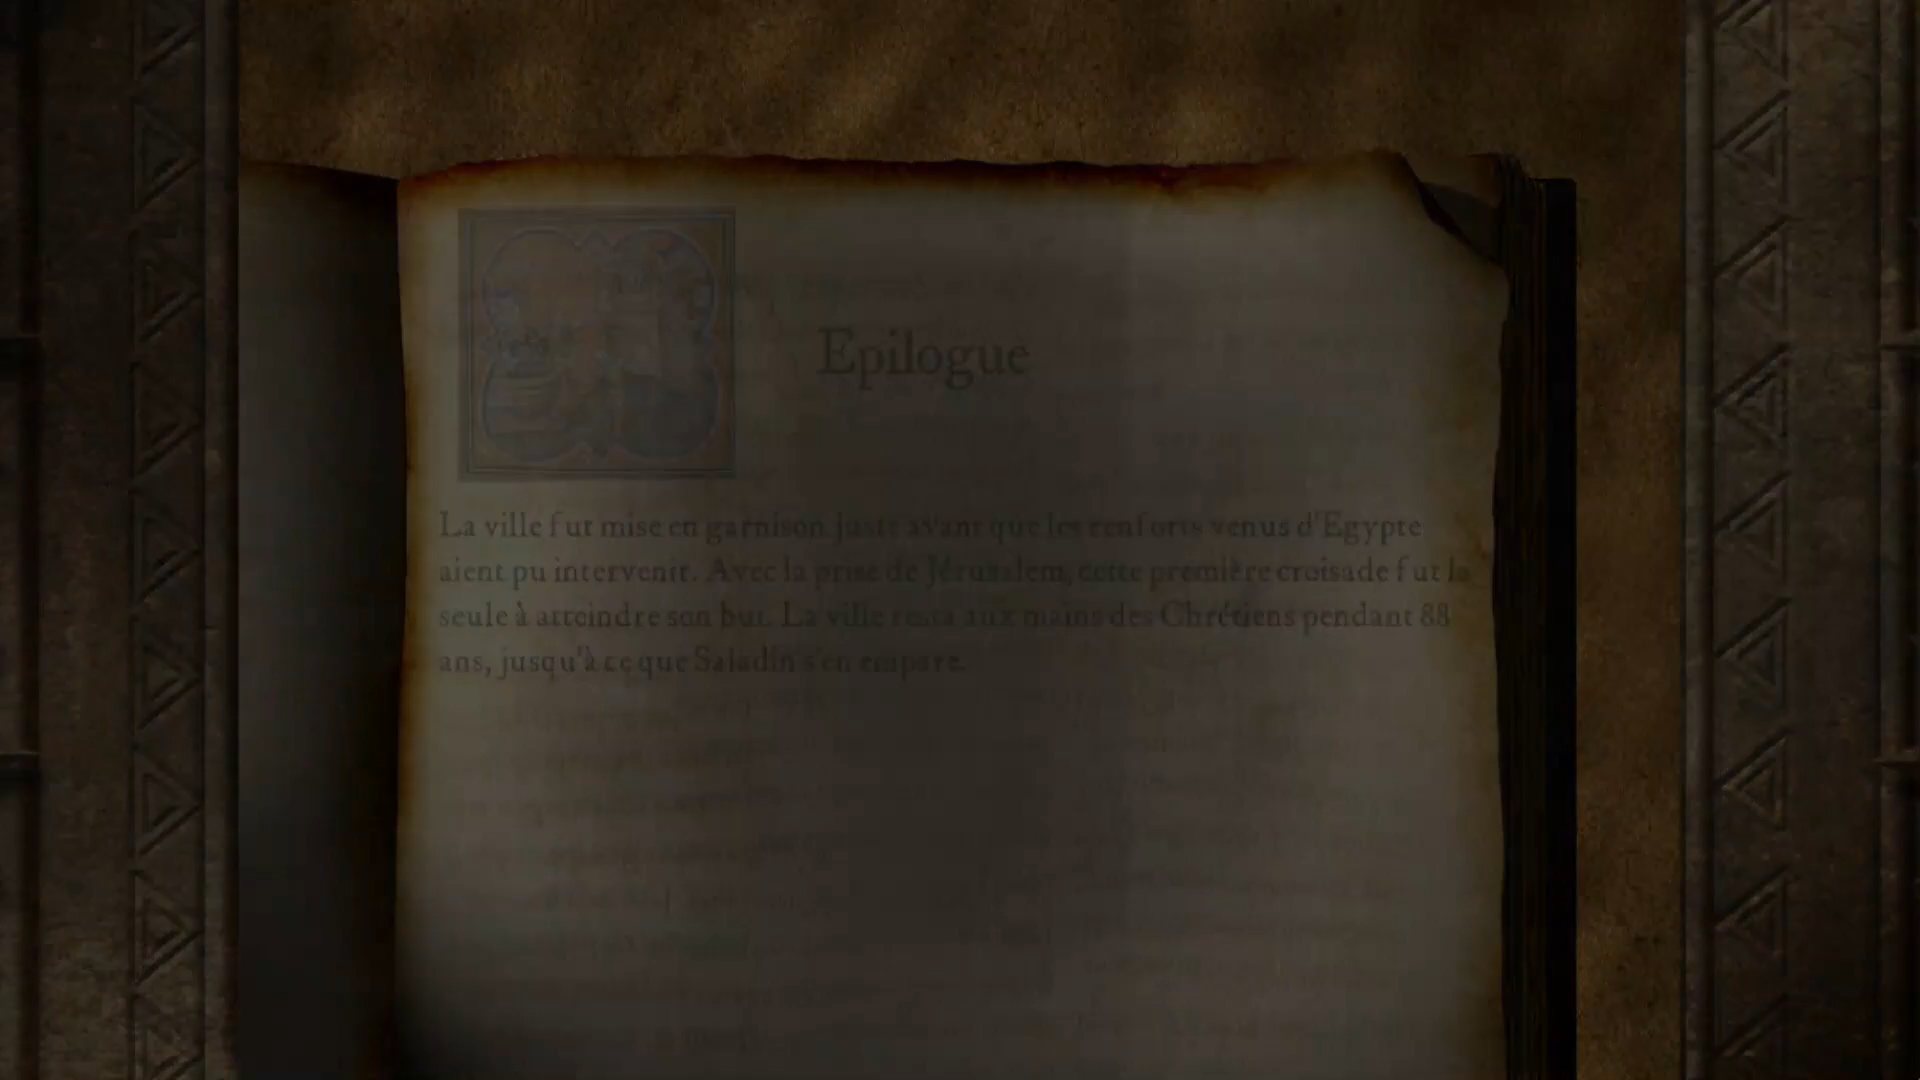 Epilogue
La ville fut mise en garnison juste avant que les renforts venus d'Egypte
aient pu intervenir. Avec la prise de Jérusalem, cette première croisade fut la
seule à atteindre son but. La ville resta aux mains des Chrétiens pendant 88
ans, jusqu'à ce que Saladin s'en empare.